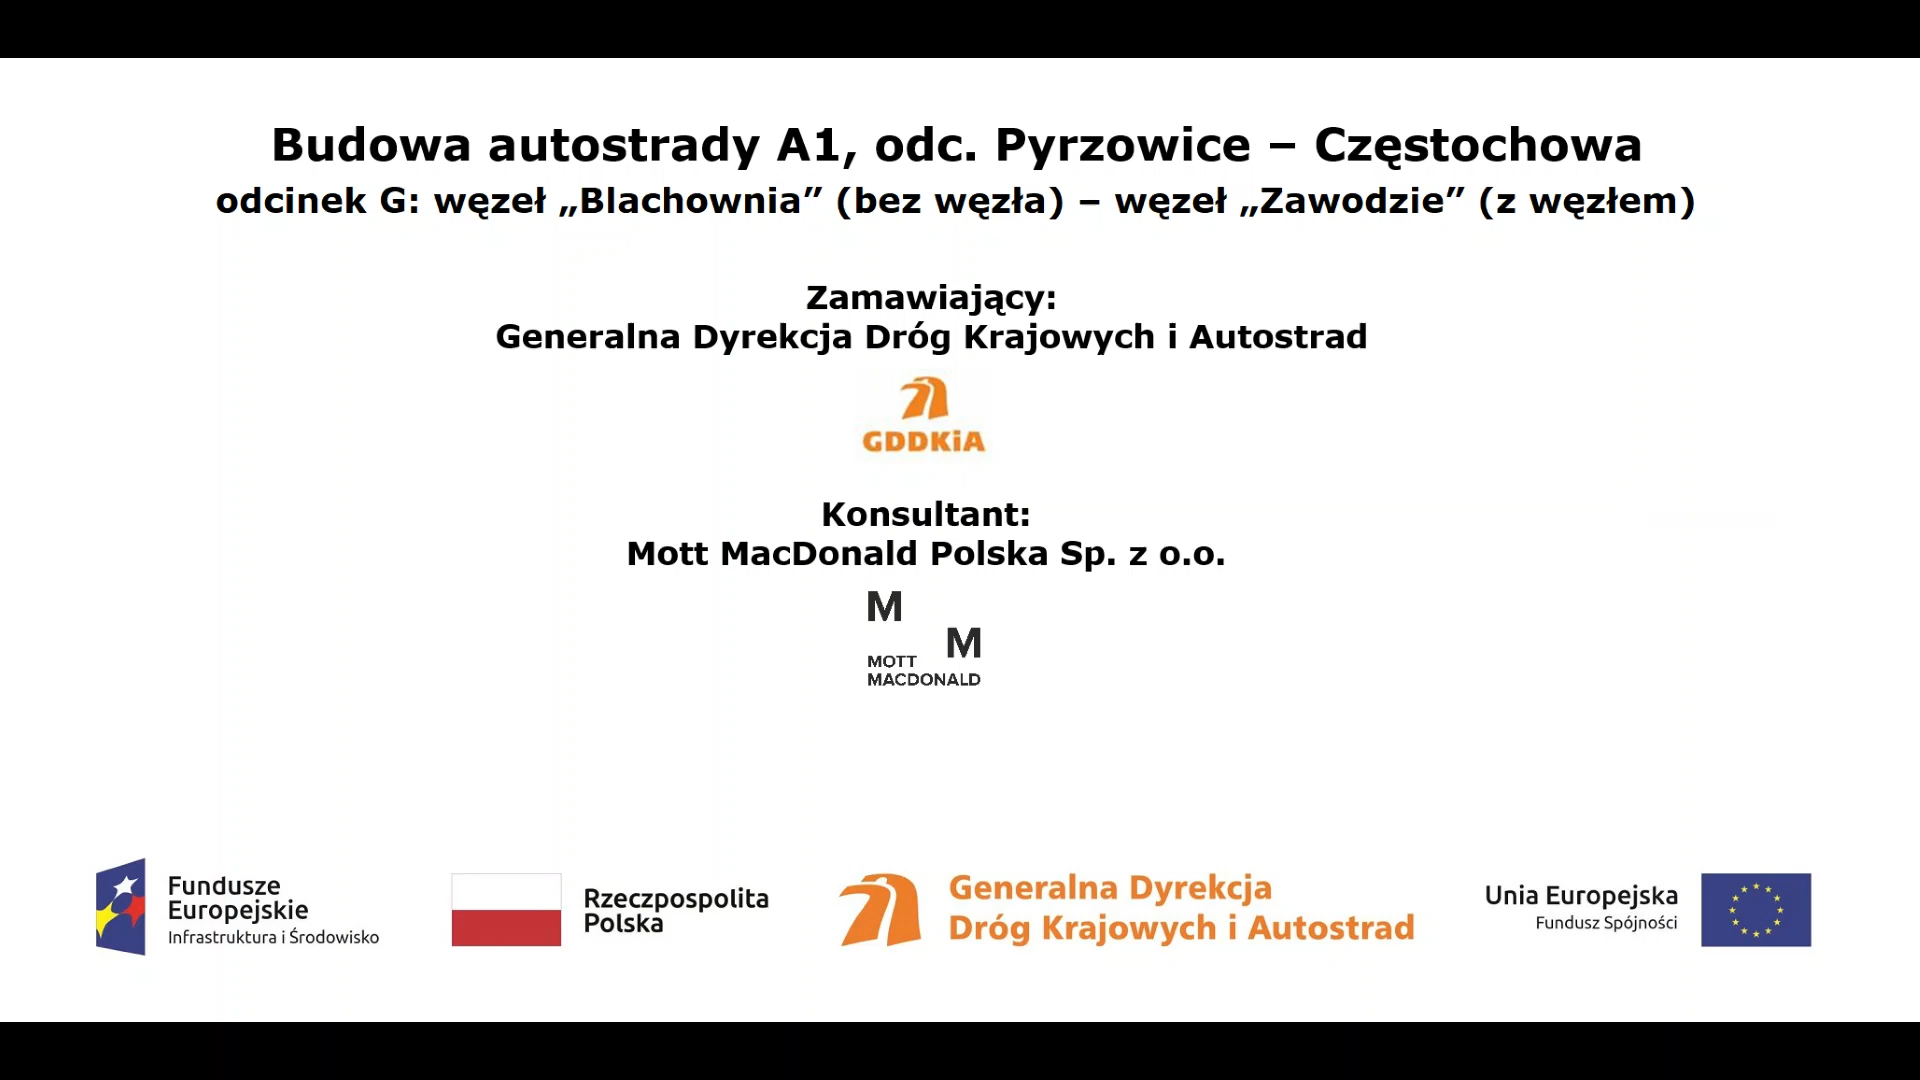 Budowa autostrady A1, odc. Pyrzowice – Częstochowa
odcinek G: węzeł „Blachownia” (bez węzła) – węzeł „Zawodzie” (z węzłem)
Zamawiający:
Generalna Dyrekcja Dróg Krajowych i Autostrad
GDDKiA
Konsultant:
Mott MacDonald Polska Sp. z o.o.
M
M
MOTT
MACDONALD
Fundusze
Europejskie
Infrastruktura i Środowisko
Rzeczpospolita
Polska
Generalna Dyrekcja
Dróg Krajowych i Autostrad
Unia Europejska
Fundusz Spójności